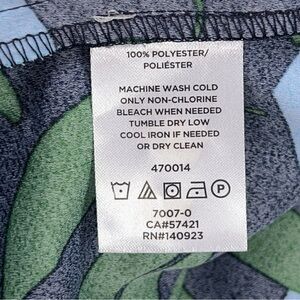 100% POLYESTER/
POLIÉSTER
MACHINE WASH COLD
ONLY NON-CHLORINE
BLEACH WHEN NEEDED
TUMBLE DRY LOW
COOL IRON IF NEEDED
OR DRY CLEAN
470014
P
7007-0
CA#57421
RN#140923